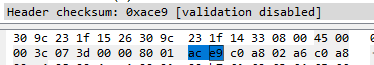 Header checksum: 0xace9 [validation disabled]
30 9c 23 1f 15 26 30 9c 23 1f 14 33 08 00 45 00
00 3c 07 3d 00 00 80 01 ac e9 c0 a8 02 a6 c0 a8